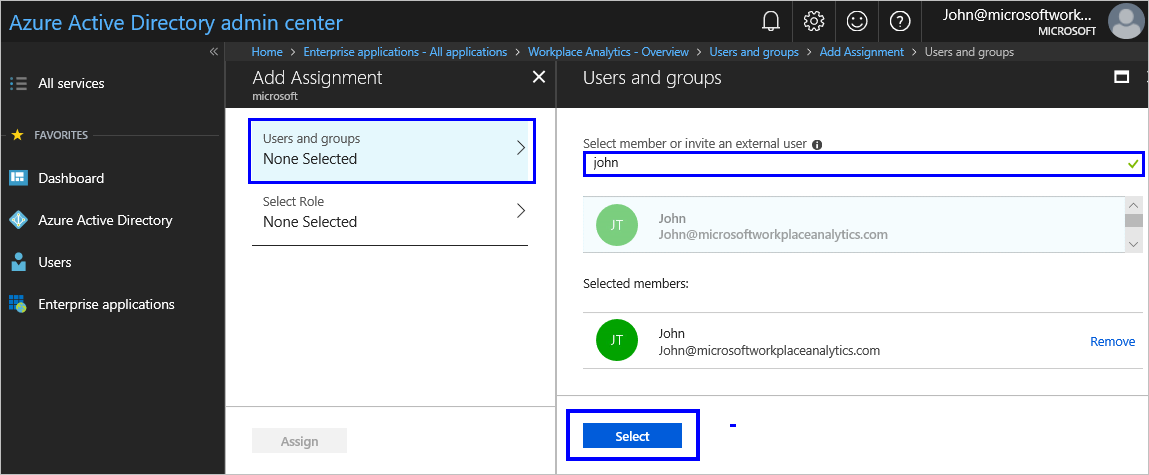 Azure Active Directory admin center
John@microsoftwork...
MICROSOFT
Home > Enterprise applications - All applications > Workplace Analytics - Overview > Users and groups > Add Assignment > Users and groups
All services
FAVORITES
Dashboard
Azure Active Directory
Users
Enterprise applications
Add Assignment
microsoft
Users and groups
None Selected
Select Role
None Selected
Assign
Users and groups
Select member or invite an external user
john
JT
John
John@microsoftworkplaceanalytics.com
Selected members:
JT
John
John@microsoftworkplaceanalytics.com
Remove
Select